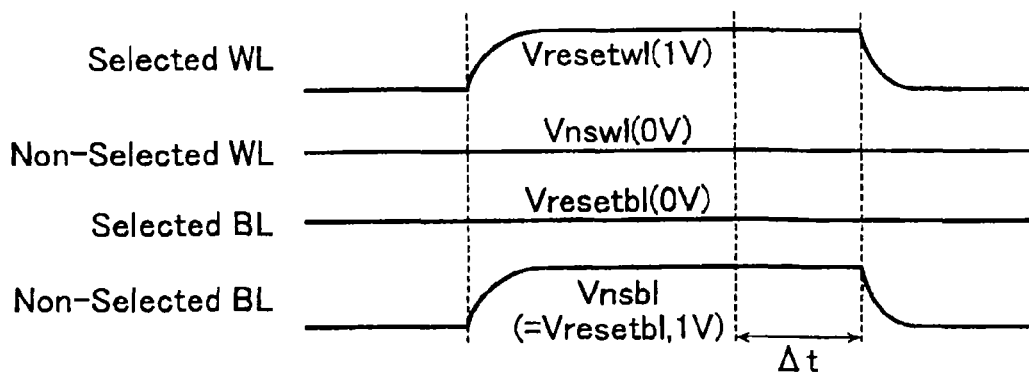 Selected WL
Vresetwl(1V)
Vnswl(0V)
Non-Selected WL
Vresetbl(0V)
Selected BL
Non-Selected BL
Vnsbl
(=Vresetbl,1V)
Δt